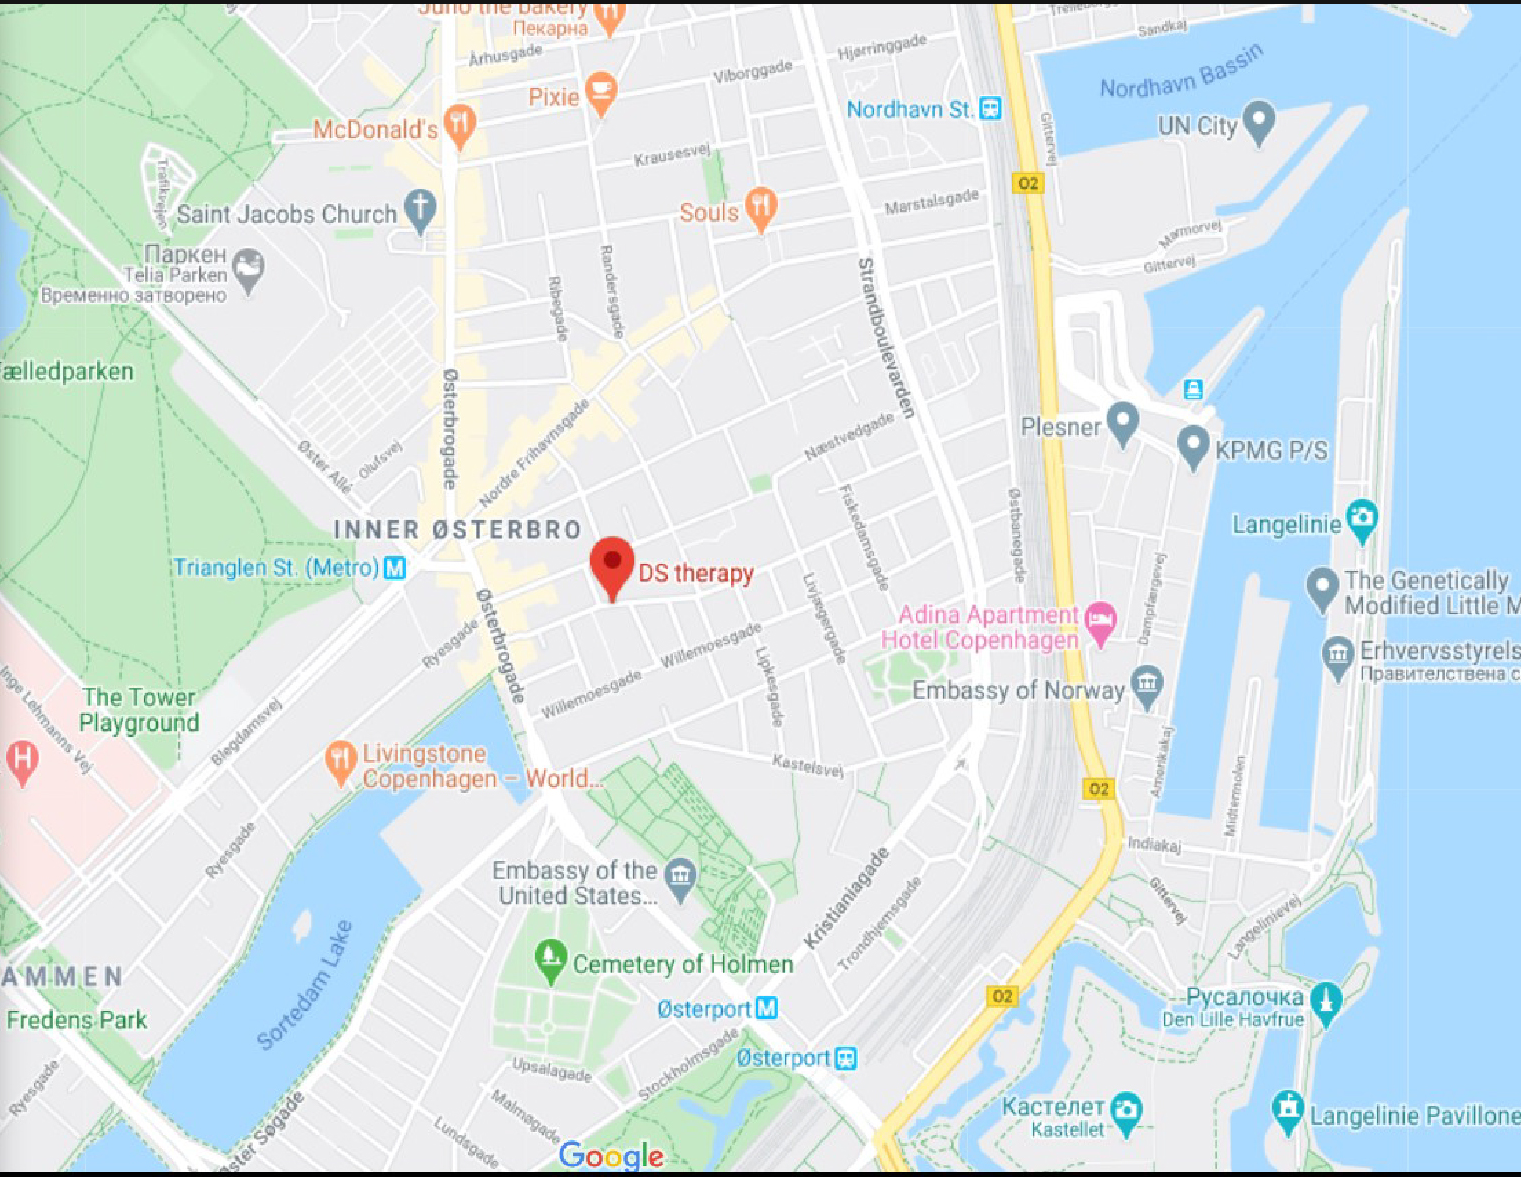 Juno the bakery
Пекарна
Trelleborg
Sandkaj
Århusgade
Hjørringgade
Viborggade
Nordhavn Bassin
Pixie
Nordhavn St.
McDonald's
UN City
Gittervej
Krausesvej
Trafikvejen
O2
Saint Jacobs Church
Souls
Marstalsgade
Marmorvej
Паркен
Telia Parken
Временно затворено
Gittervej
Randersgade
Ribegade
Strandboulevarden
ælledparken
Østerbrogade
Nordre Frihavnsgade
Næstvedgade
Plesner
KPMG P/S
Øster Allé
Olufsvej
Fiskedamsgade
Østbanegade
INNER ØSTERBRO
Langelinie
Trianglen St. (Metro)
M
DS therapy
Livjægergade
Dampfærgevej
The Genetically
Modified Little M
Østerbrogade
Ryesgade
Adina Apartment
Hotel Copenhagen
Willemoesgade
Willemoesgade
Lipkesgade
Erhvervsstyrels
Правителствена с
Inge Lehmanns Vej
The Tower
Playground
Embassy of Norway
Blegdamsvej
H
Livingstone
Copenhagen – World...
Kastelsvej
Amerikakaj
Midtermolen
O2
Ryesgade
Indiakaj
Embassy of the
United States...
Kristianiagade
Trondhjemsgade
Gittervej
Langelinievej
Sortedam Lake
AMMEN
Cemetery of Holmen
Fredens Park
Østerport
M
O2
Русалочка
Den Lille Havfrue
Østerport
Upsalagade
Stockholmsgade
Ryesgade
Malmøgade
Lundsgade
Øster Søgade
Кастелет
Kastellet
Langelinie Pavillone
Google